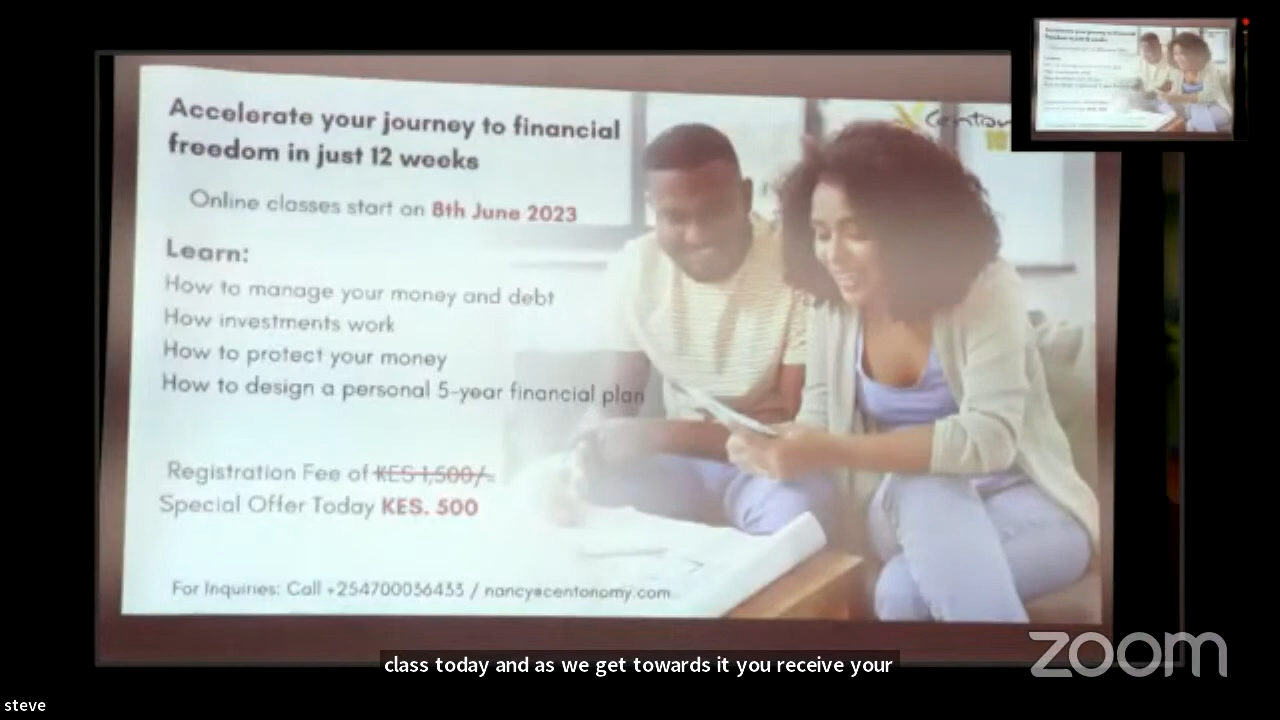 Accelerate your journey to financial
freedom in just 12 weeks
Online classes start on 8th June 2023
Learn:
How to manage your money and debt
How investments work
How to protect your money
How to design a personal 5-year financial plan
Registration Fee of KES 1,500/-
Special Offer Today KES. 500
For Inquiries: Call +254700036433 / nancy@centonomy.com
zoom
class today and as we get towards it you receive your
steve